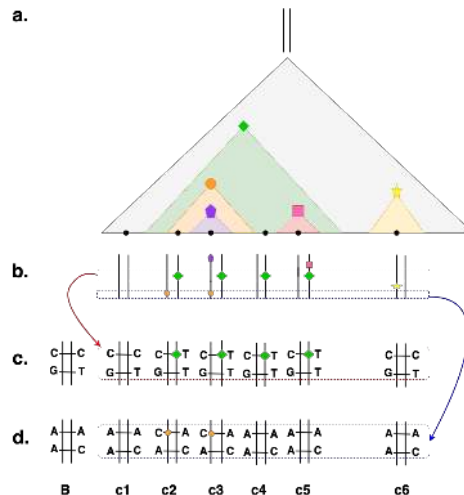 a.
b.
c.
C C C C C T C T C T C T C C
G T G T G T G T G T G T G T
d.
A A A A C A C A A A A A A A
A C A C A C A C A C A C A C
B c1 c2 c3 c4 c5 c6